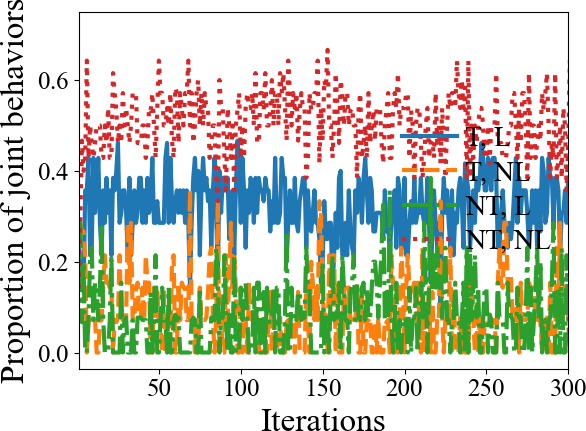 Proportion of joint behaviors
0.6
0.4
0.2
0.0
T, L
T, NL
NT, L
NT, NL
50 100 150 200 250 300
Iterations